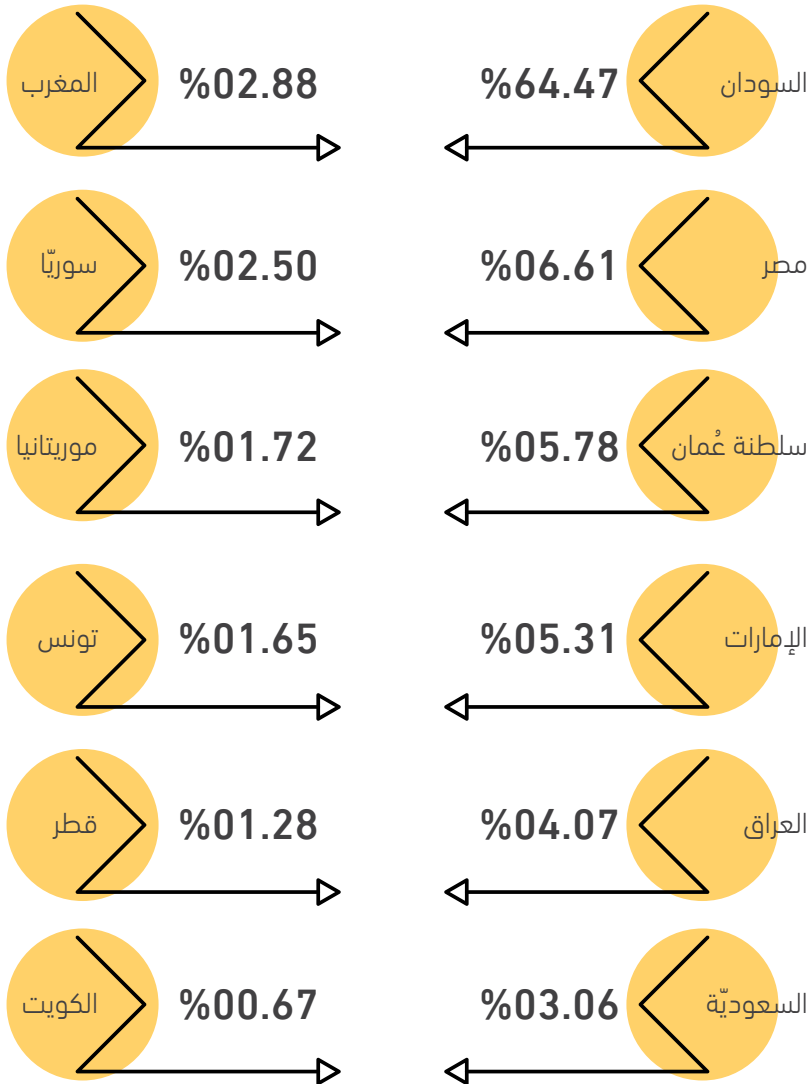 السودان %64.47
المغرب %02.88
مصر %06.61
سوريّا %02.50
سلطنة عُمان %05.78
موريتانيا %01.72
الإمارات %05.31
تونس %01.65
العراق %04.07
قطر %01.28
السعوديّة %03.06
الكويت %00.67